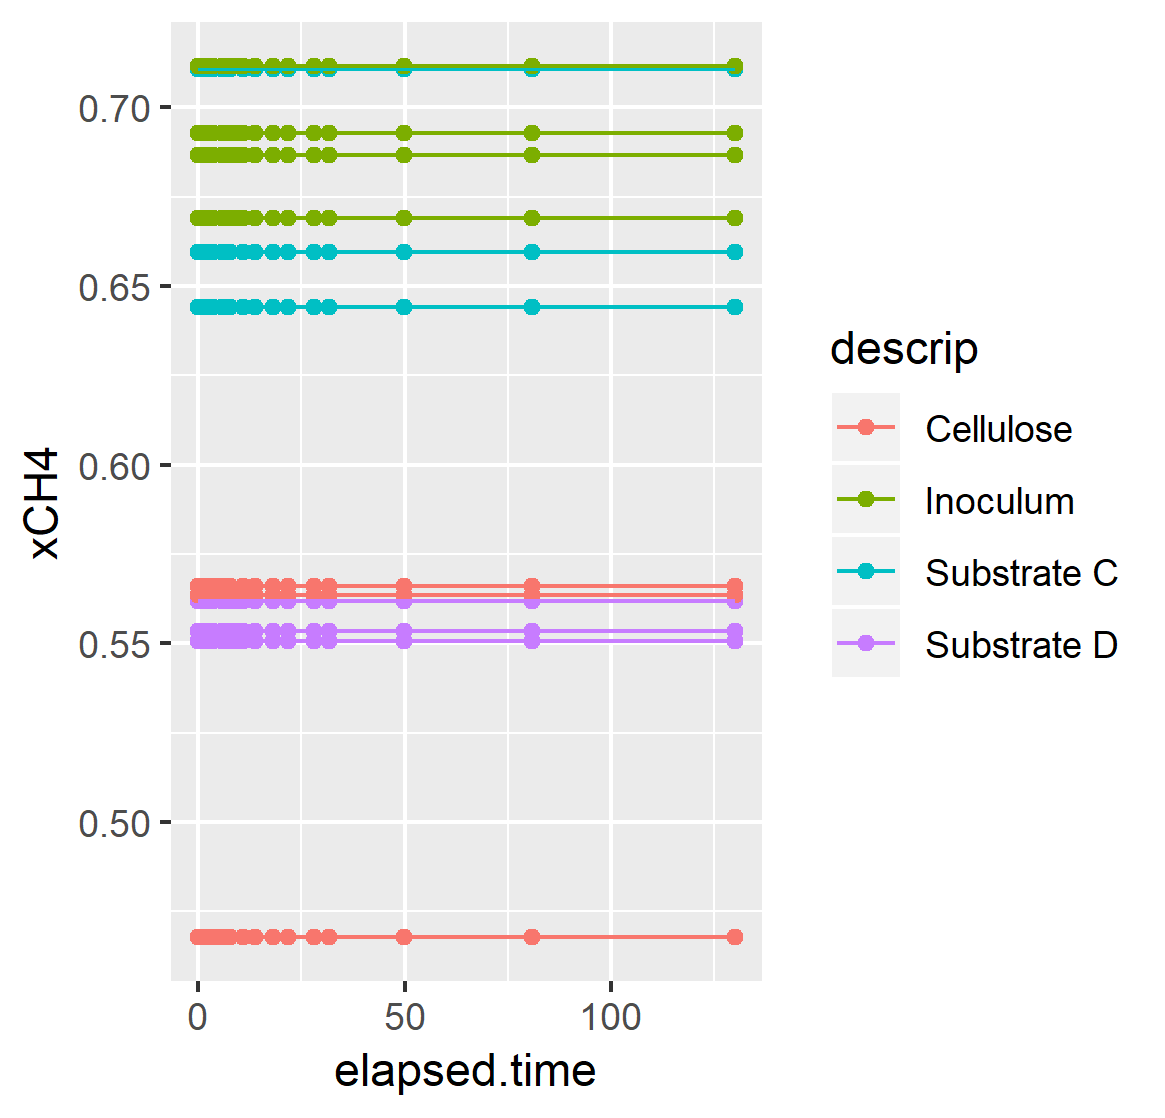 xCH4
0.70
0.65
0.60
0.55
0.50
0
50
100
elapsed.time
descrip
Cellulose
Inoculum
Substrate C
Substrate D